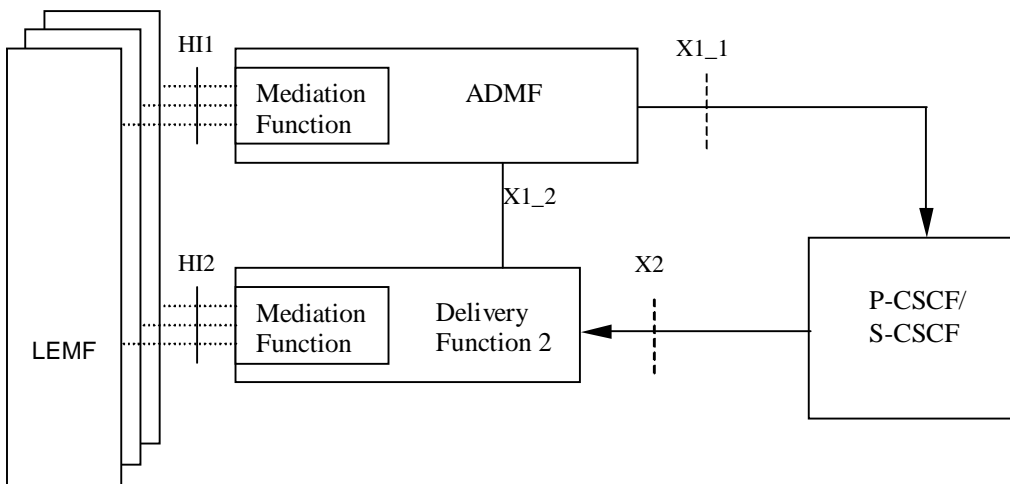 HI1
X1_1
Mediation
Function
ADMF
X1_2
HI2
X2
Mediation
Function
Delivery
Function 2
P-CSCF/
S-CSCF
LEMF